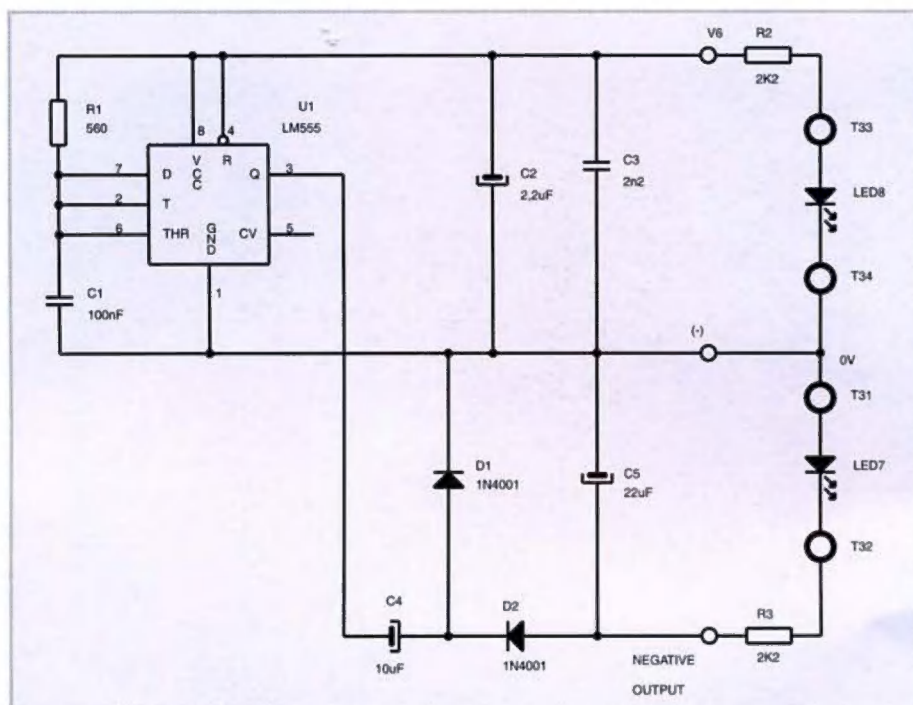 V6
R2
2K2
R1
560
U1
LM555
8
4
7
D
V
C
C
R
Q
3
2
T
6
THR
G
N
D
CV
5
1
C1
100nF
C2
2,2uF
C3
2n2
T33
LED8
T34
(-)
0V
T31
LED7
T32
D1
1N4001
C5
22uF
C4
10uF
D2
1N4001
NEGATIVE
OUTPUT
R3
2K2